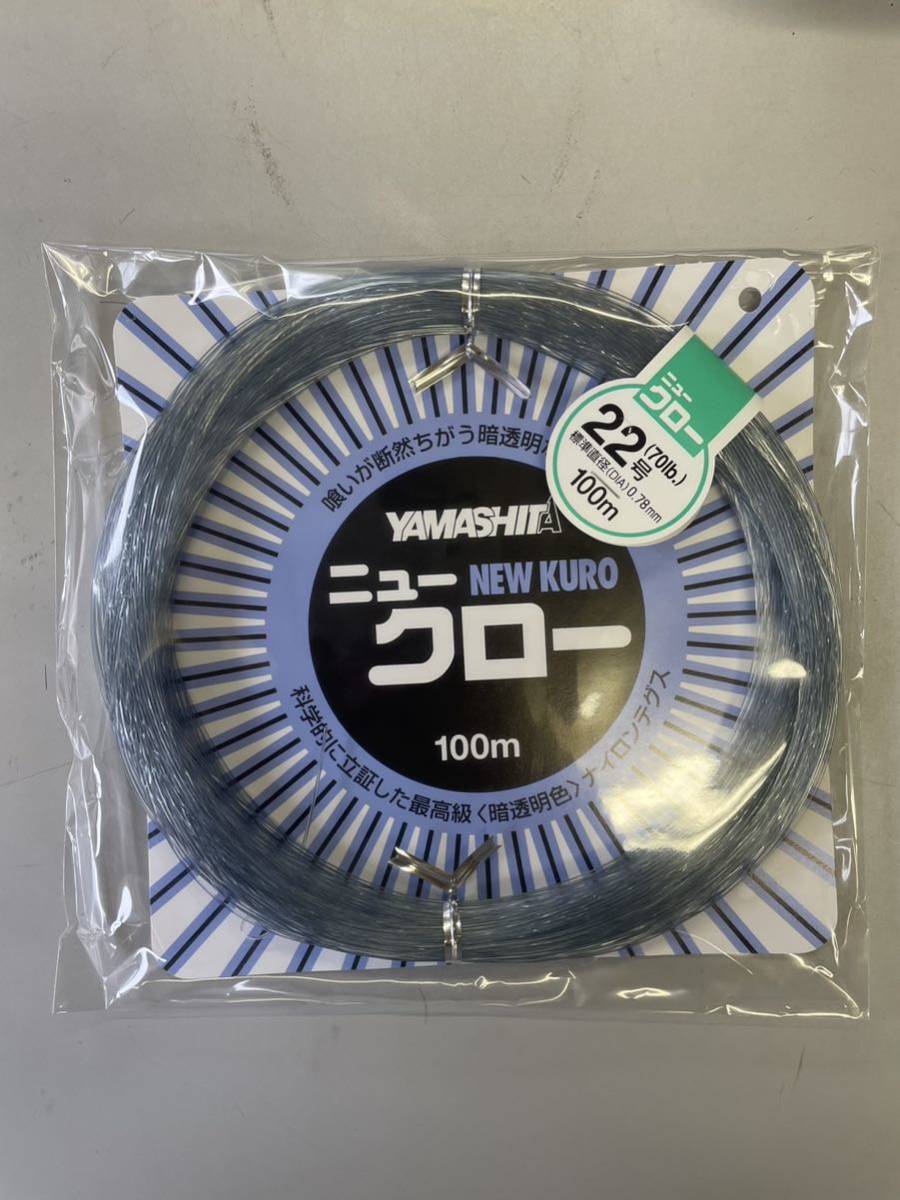 ニュー
クロー
22号
(70lb.)
標準直径(DIA)0.78mm
100m
喰いが断然ちがう暗透明
YAMASHITA
ニュー NEW KURO
クロー
100m
科学的に立証した最高級〈暗透明色〉ナイロンテグス